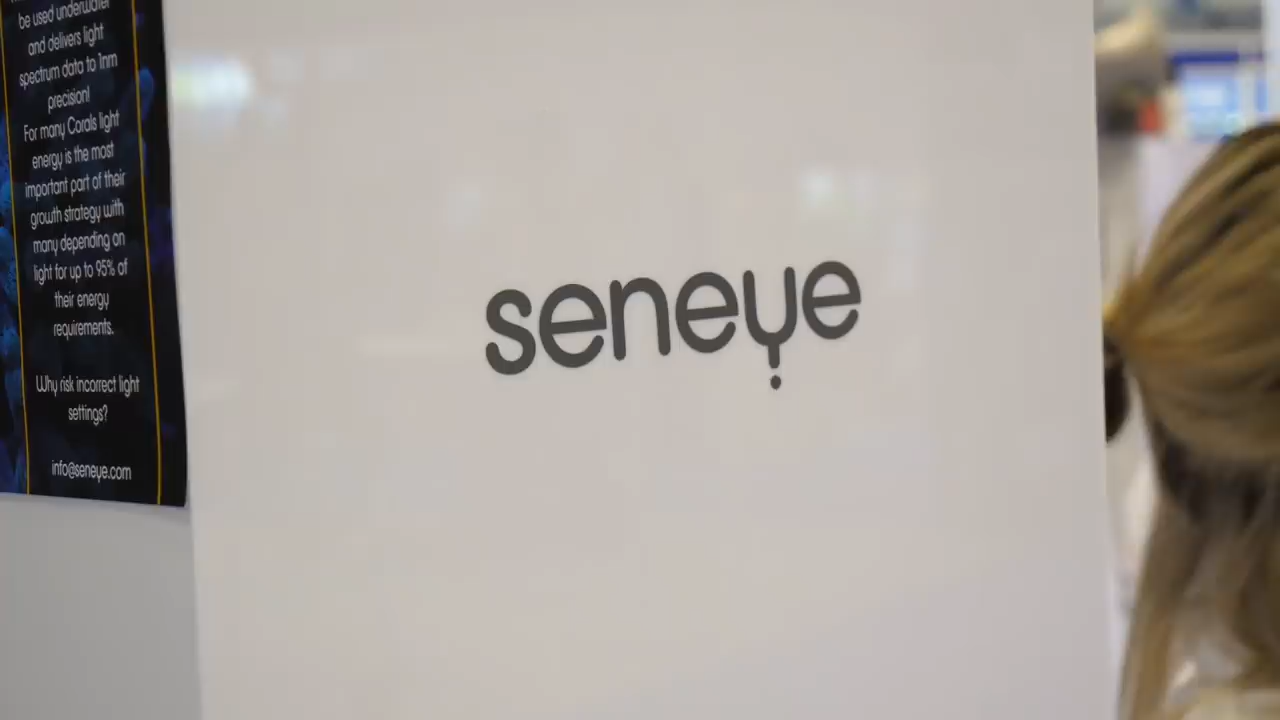 be used underwater
and delivers light
spectrum data to 1nm
precision!
For many Corals light
energy is the most
important part of their
growth strategy with
many depending on
light for up to 95% of
their energy
requirements.
Why risk incorrect light
settings?
info@seneye.com
seneye